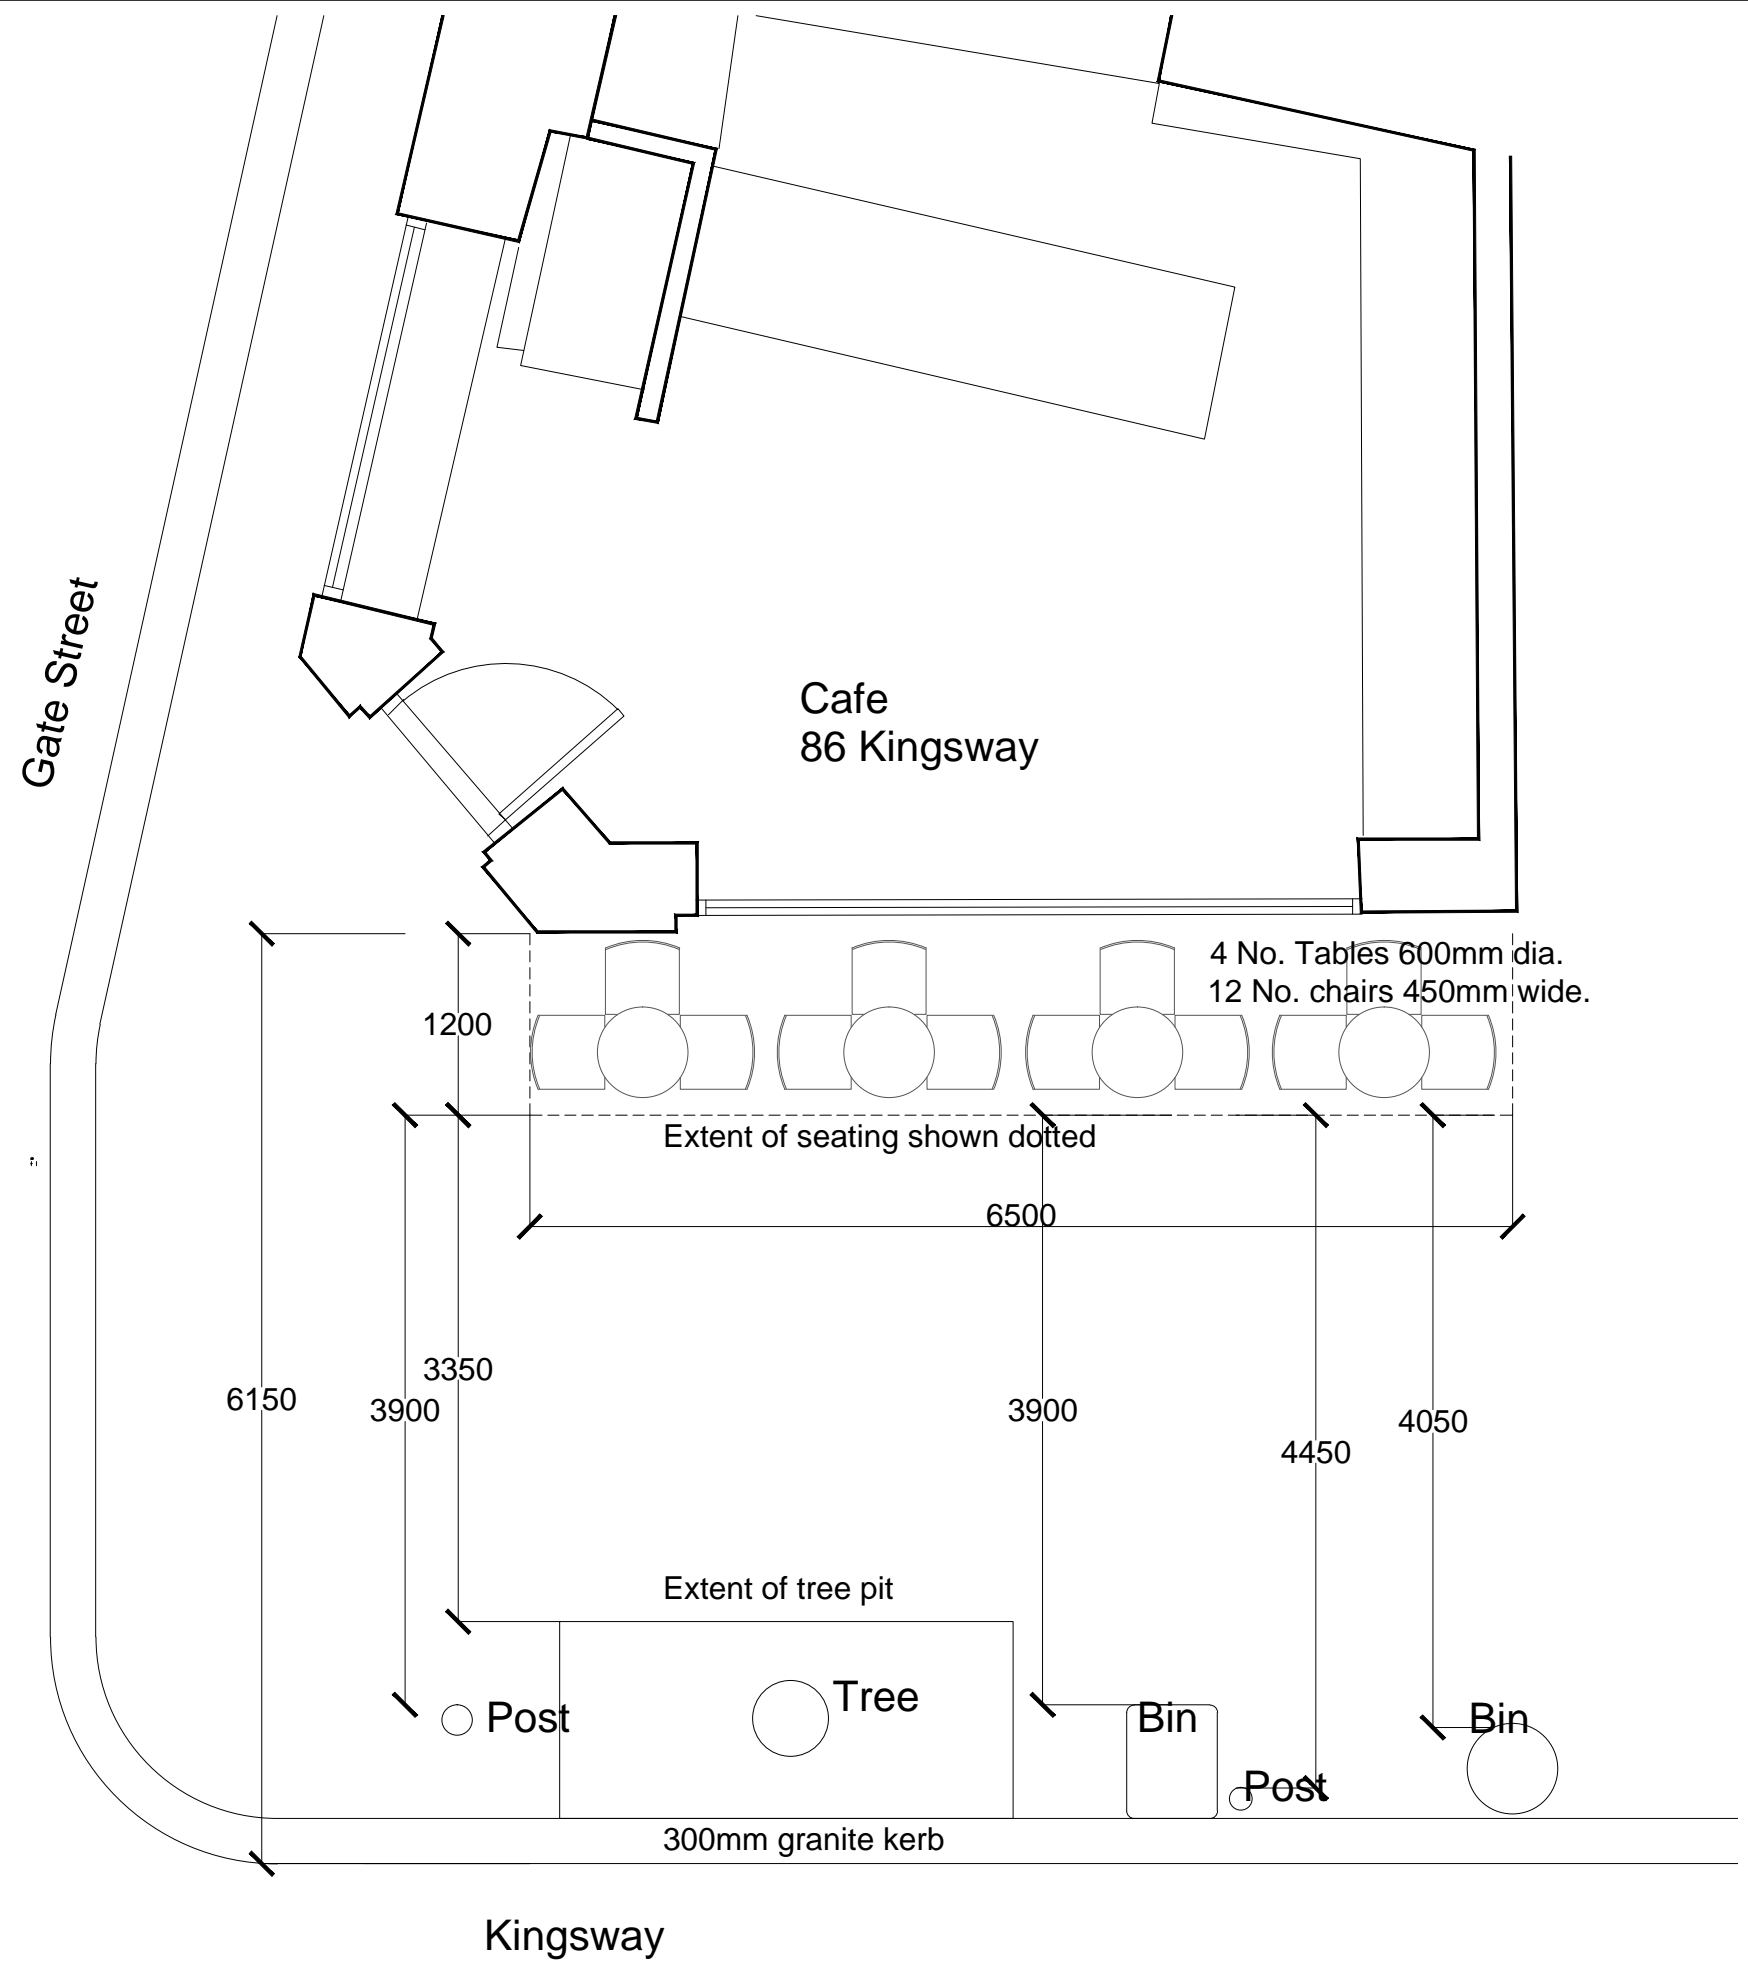 Gate Street
Cafe
86 Kingsway
4 No. Tables 600mm dia.
12 No. chairs 450mm wide.
1200
Extent of seating shown dotted
6500
3350
6150
3900
3900
4050
4450
Extent of tree pit
Tree
Post
Bin
Bin
Post
300mm granite kerb
Kingsway